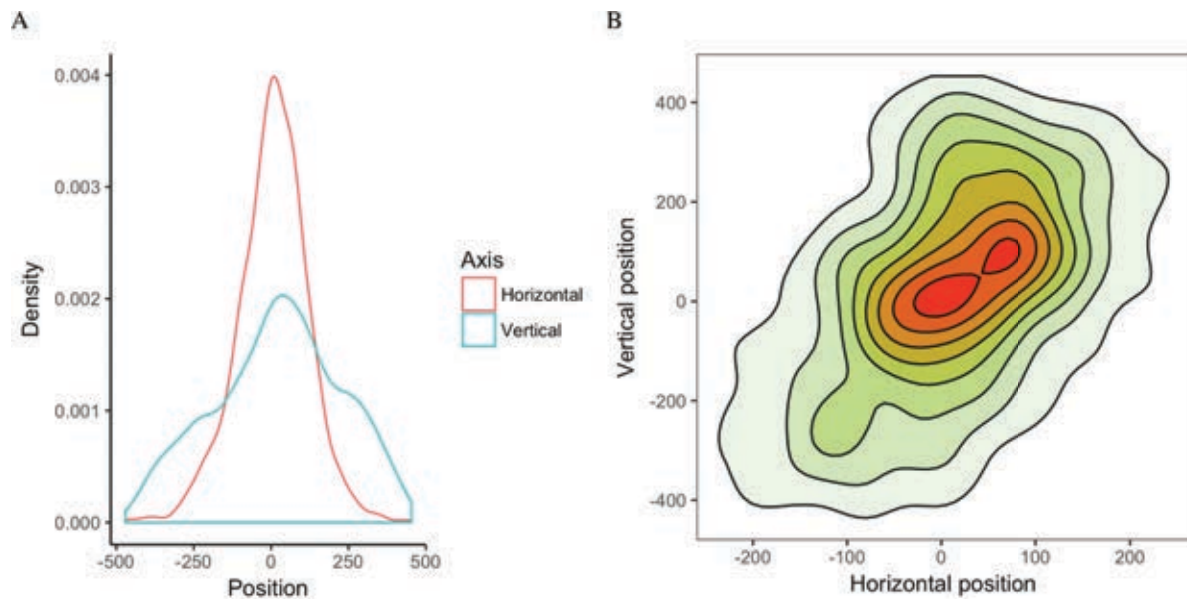 A
Density
0.004
0.003
0.002
0.001
0.000
-500
-250
0
250
500
Position
Axis
Horizontal
Vertical
B
Vertical position
400
200
0
-200
-400
-200
-100
0
100
200
Horizontal position